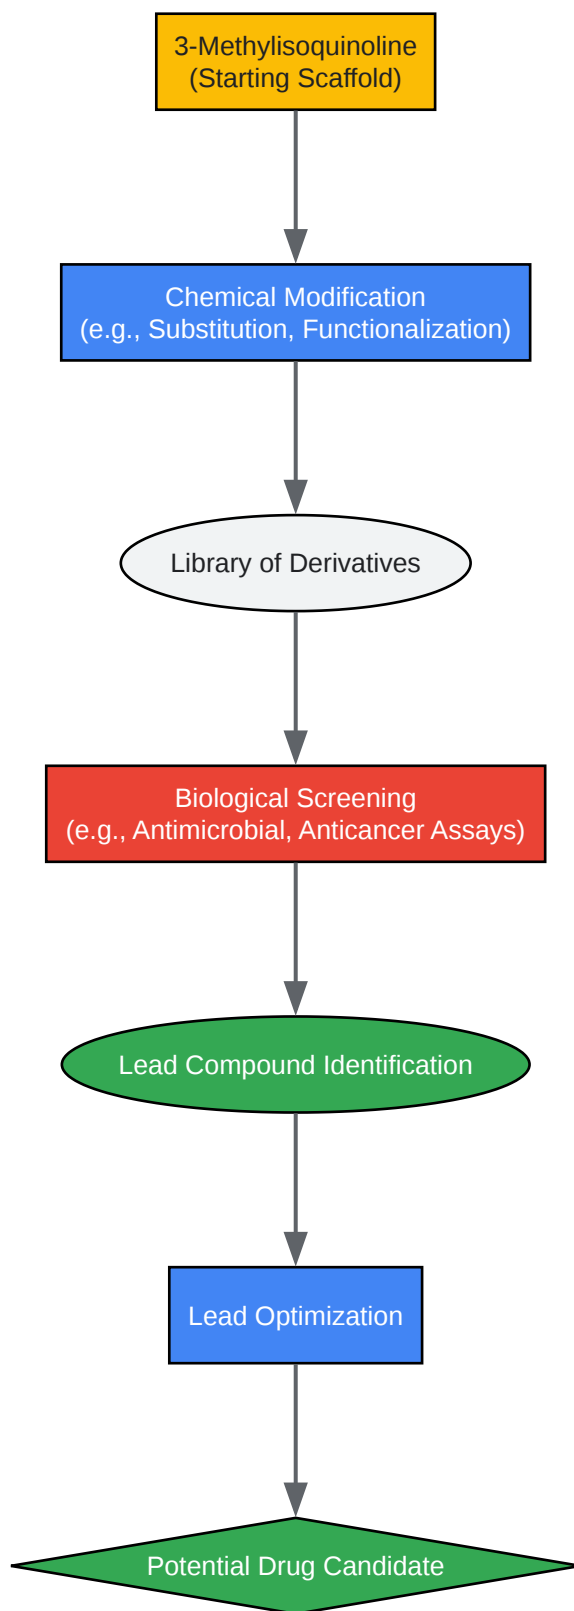 3-Methylisoquinoline
(Starting Scaffold)
Chemical Modification
(e.g., Substitution, Functionalization)
Library of Derivatives
Biological Screening
(e.g., Antimicrobial, Anticancer Assays)
Lead Compound Identification
Lead Optimization
Potential Drug Candidate